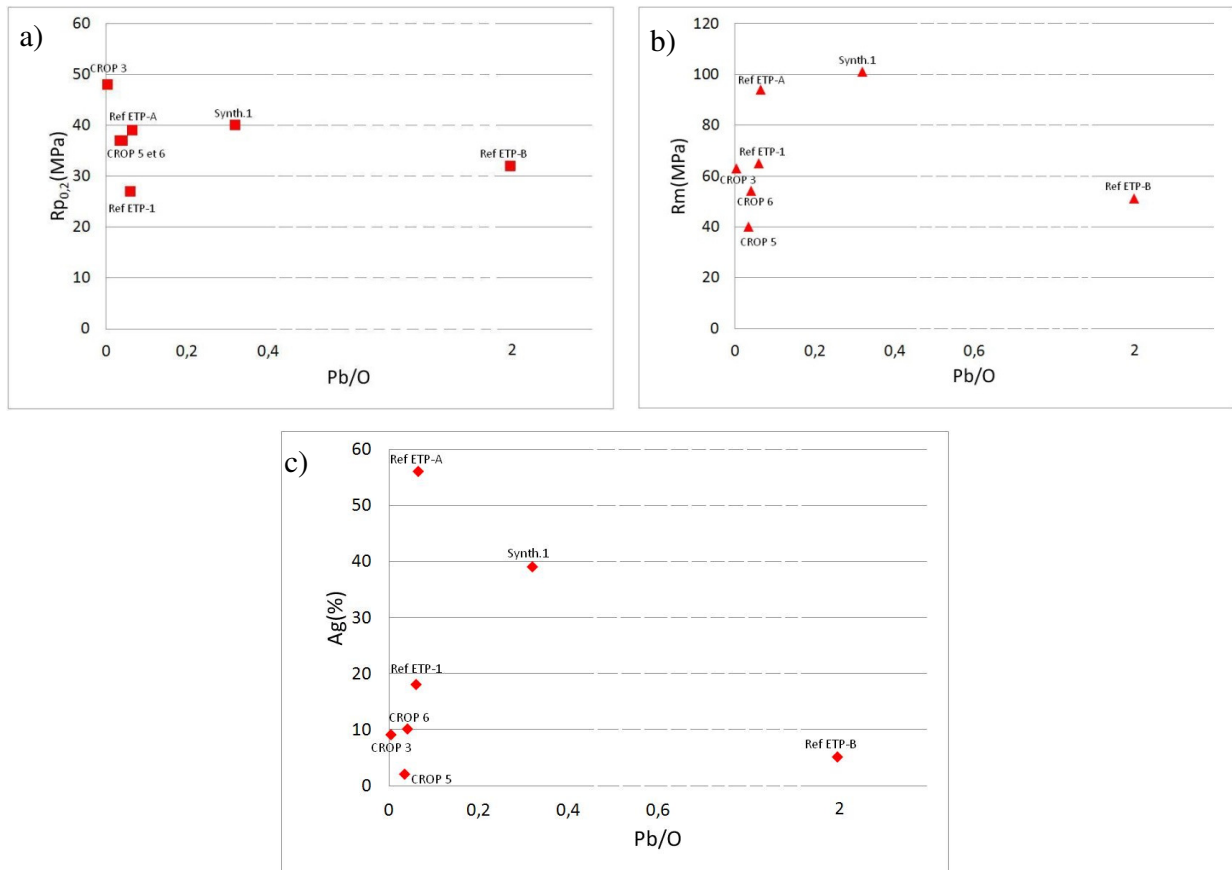 a)
60
50
40
30
20
10
0
Rp0,2(MPa)
CROP 3
Ref ETP-A
Synth.1
CROP 5 et 6
Ref ETP-B
Ref ETP-1
0 0,2 0,4 2
Pb/O
b)
120
100
80
60
40
20
0
Rm(MPa)
Synth.1
Ref ETP-A
Ref ETP-1
CROP 3
Ref ETP-B
CROP 6
CROP 5
0 0,2 0,4 0,6 2
Pb/O
c)
60
50
40
30
20
10
0
Ag(%)
Ref ETP-A
Synth.1
Ref ETP-1
CROP 6
CROP 3
Ref ETP-B
CROP 5
0 0,2 0,4 0,6 2
Pb/O